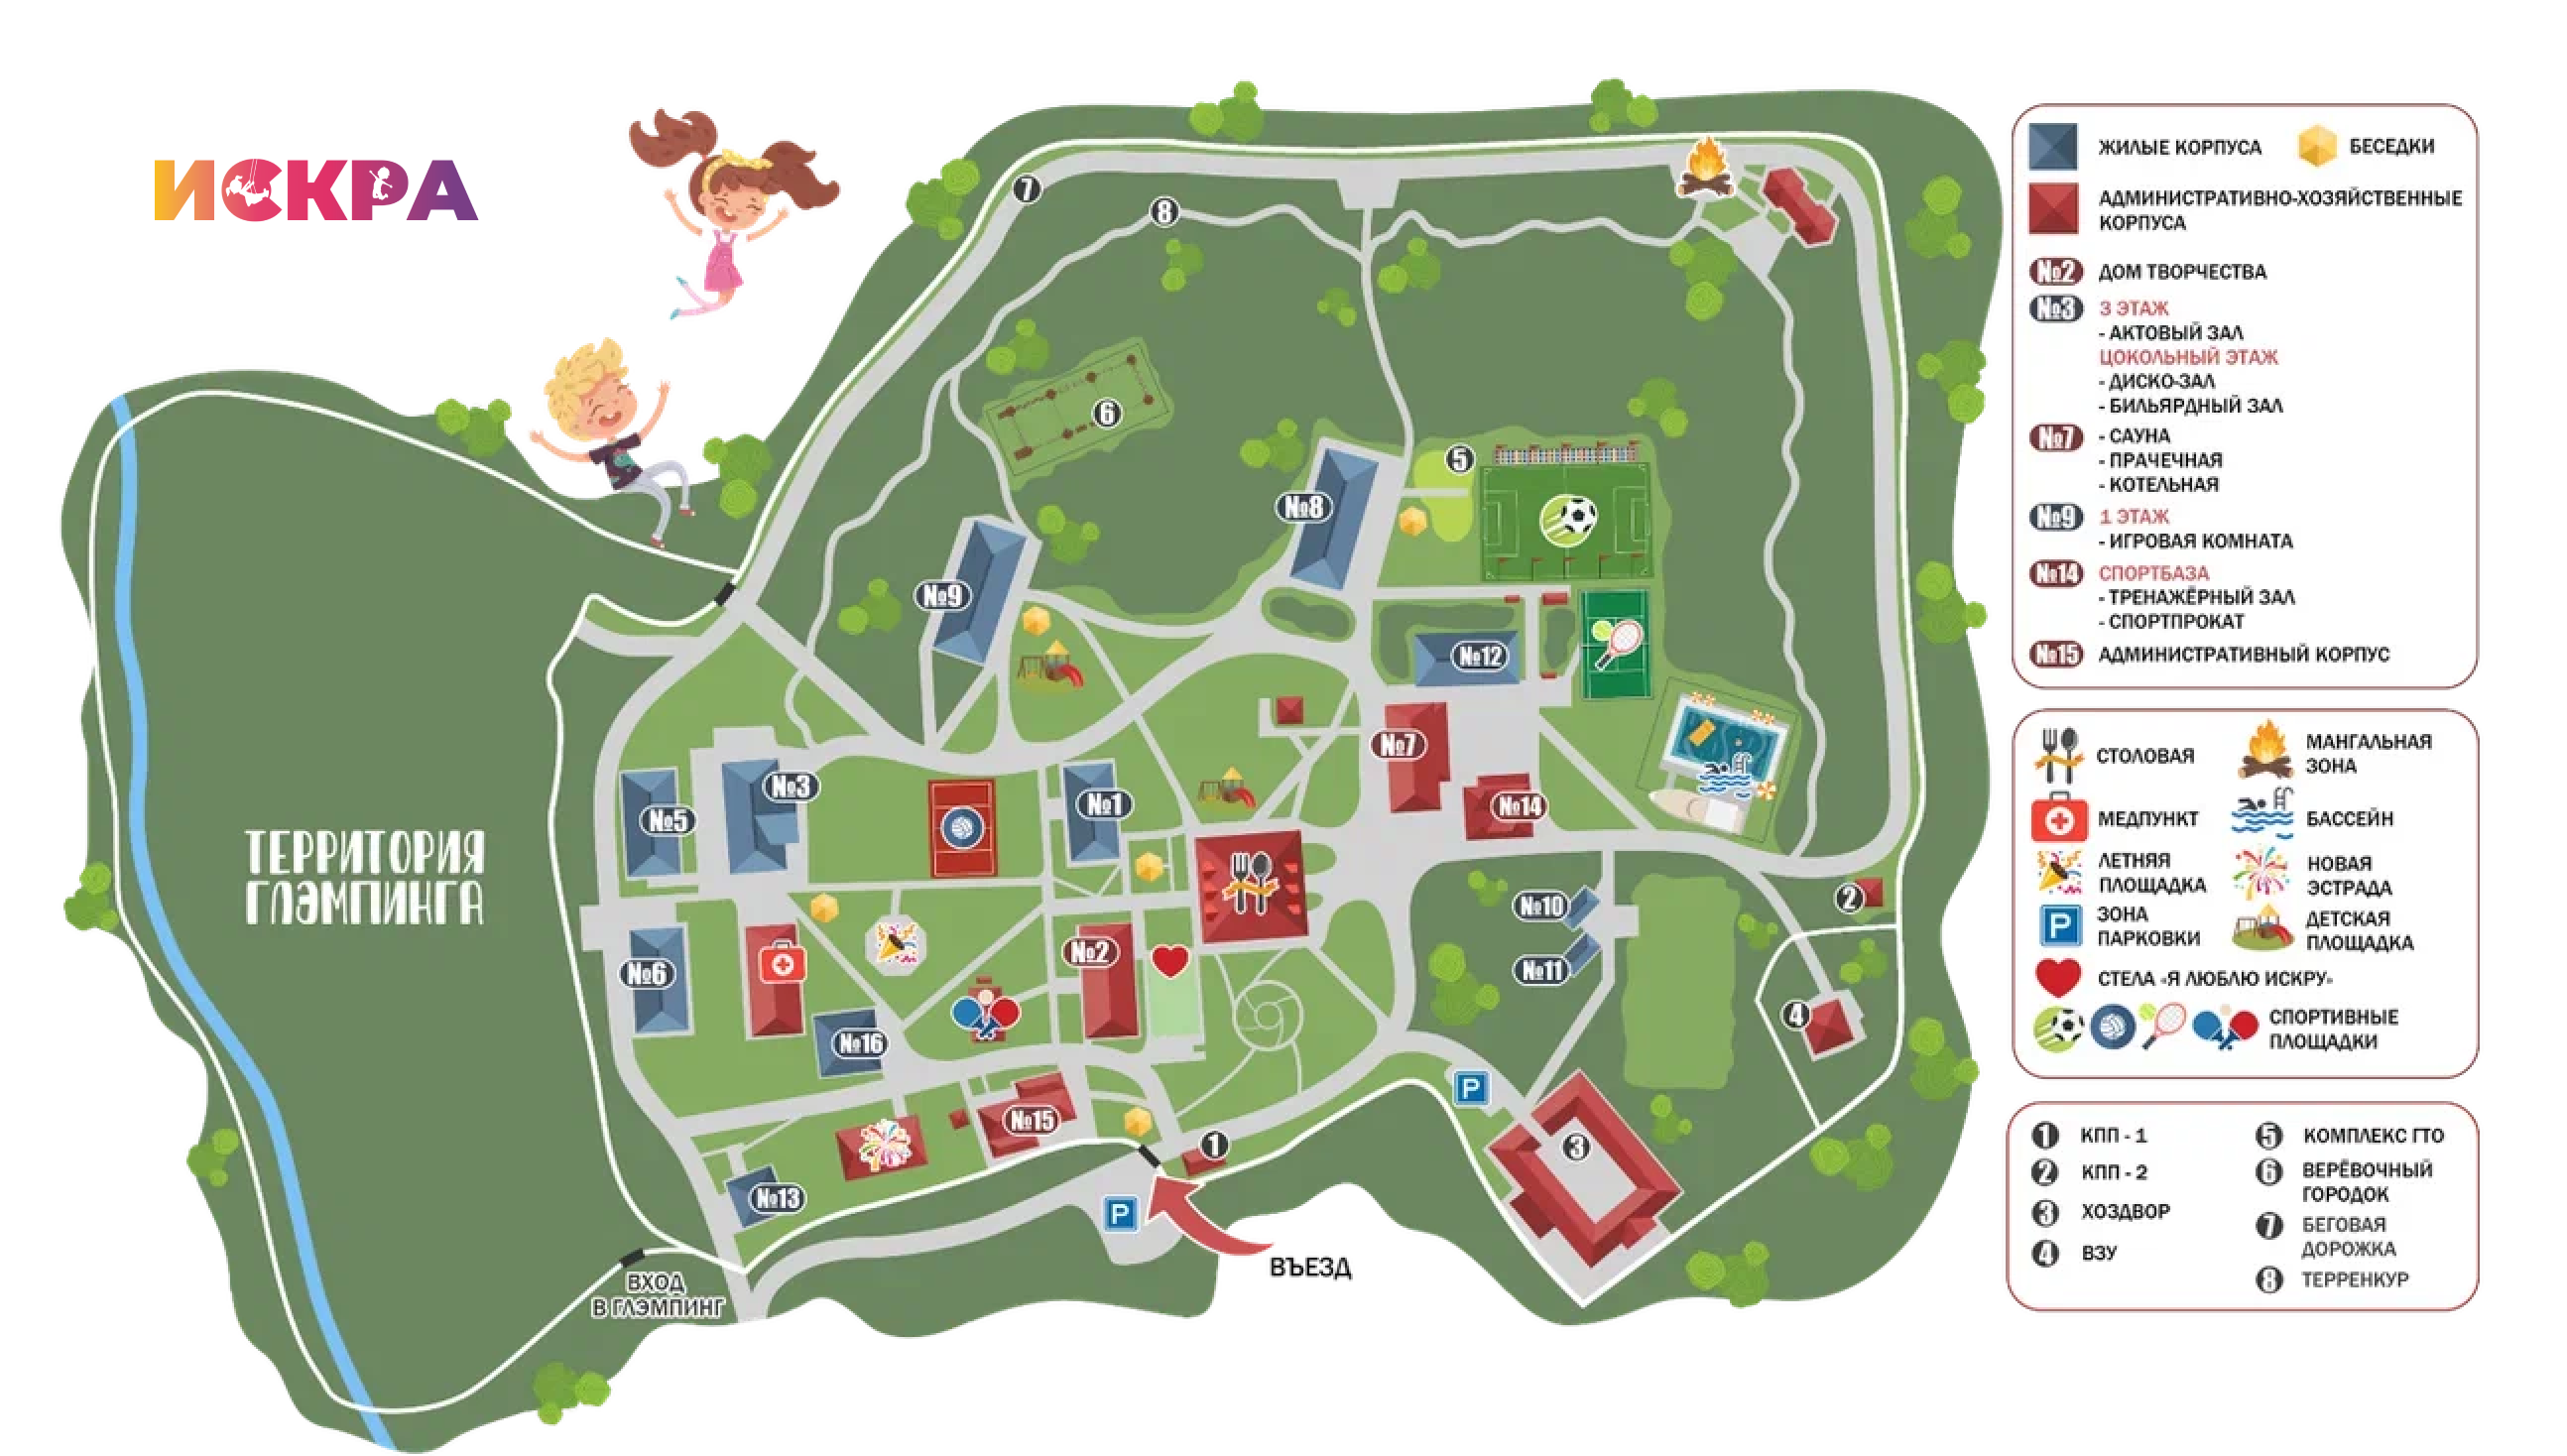 ИСКРА
7
8
6
5
№8
№9
№12
№7
№3
№1
№5
№14
ТЕРРИТОРИЯ
ГЛЭМПИНГА
2
№10
№2
№6
№11
4
№16
P
№15
1
3
№13
P
ВЪЕЗД
ВХОД
В ГЛЭМПИНГ
ЖИЛЫЕ КОРПУСА
БЕСЕДКИ
АДМИНИСТРАТИВНО-ХОЗЯЙСТВЕННЫЕ
КОРПУСА
№2 ДОМ ТВОРЧЕСТВА
№3 3 ЭТАЖ
- АКТОВЫЙ ЗАЛ
ЦОКОЛЬНЫЙ ЭТАЖ
- ДИСКО-ЗАЛ
- БИЛЬЯРДНЫЙ ЗАЛ
№7 - САУНА
- ПРАЧЕЧНАЯ
- КОТЕЛЬНАЯ
№9 1 ЭТАЖ
- ИГРОВАЯ КОМНАТА
№14 СПОРТБАЗА
- ТРЕНАЖЁРНЫЙ ЗАЛ
- СПОРТПРОКАТ
№15 АДМИНИСТРАТИВНЫЙ КОРПУС
СТОЛОВАЯ
МАНГАЛЬНАЯ
ЗОНА
МЕДПУНКТ
БАССЕЙН
ЛЕТНЯЯ
ПЛОЩАДКА
НОВАЯ
ЭСТРАДА
P
ЗОНА
ПАРКОВКИ
ДЕТСКАЯ
ПЛОЩАДКА
СТЕЛА «Я ЛЮБЛЮ ИСКРУ»
СПОРТИВНЫЕ
ПЛОЩАДКИ
1 КПП - 1
2 КПП - 2
3 ХОЗДВОР
4 ВЗУ
5 КОМПЛЕКС ГТО
6 ВЕРЁВОЧНЫЙ
ГОРОДОК
7 БЕГОВАЯ
ДОРОЖКА
8 ТЕРРЕНКУР